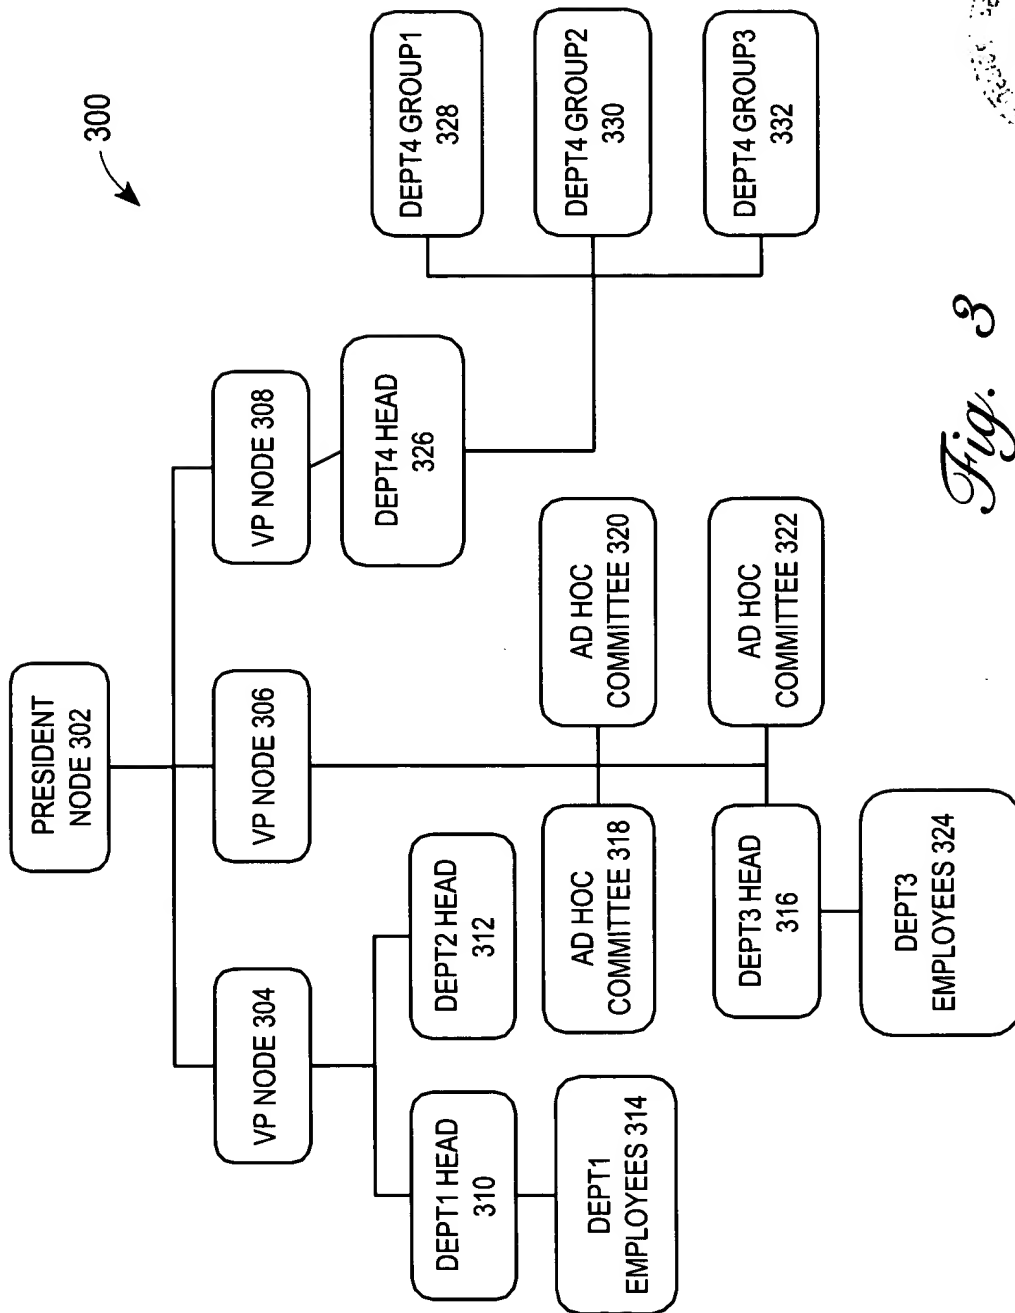 300
PRESIDENT
NODE 302
VP NODE 304
VP NODE 306
VP NODE 308
DEPT1 HEAD
310
DEPT2 HEAD
312
DEPT4 HEAD
326
DEPT1
EMPLOYEES 314
AD HOC
COMMITTEE 318
AD HOC
COMMITTEE 320
DEPT3 HEAD
316
AD HOC
COMMITTEE 322
DEPT3
EMPLOYEES 324
DEPT4 GROUP1
328
DEPT4 GROUP2
330
DEPT4 GROUP3
332
Fig. 3